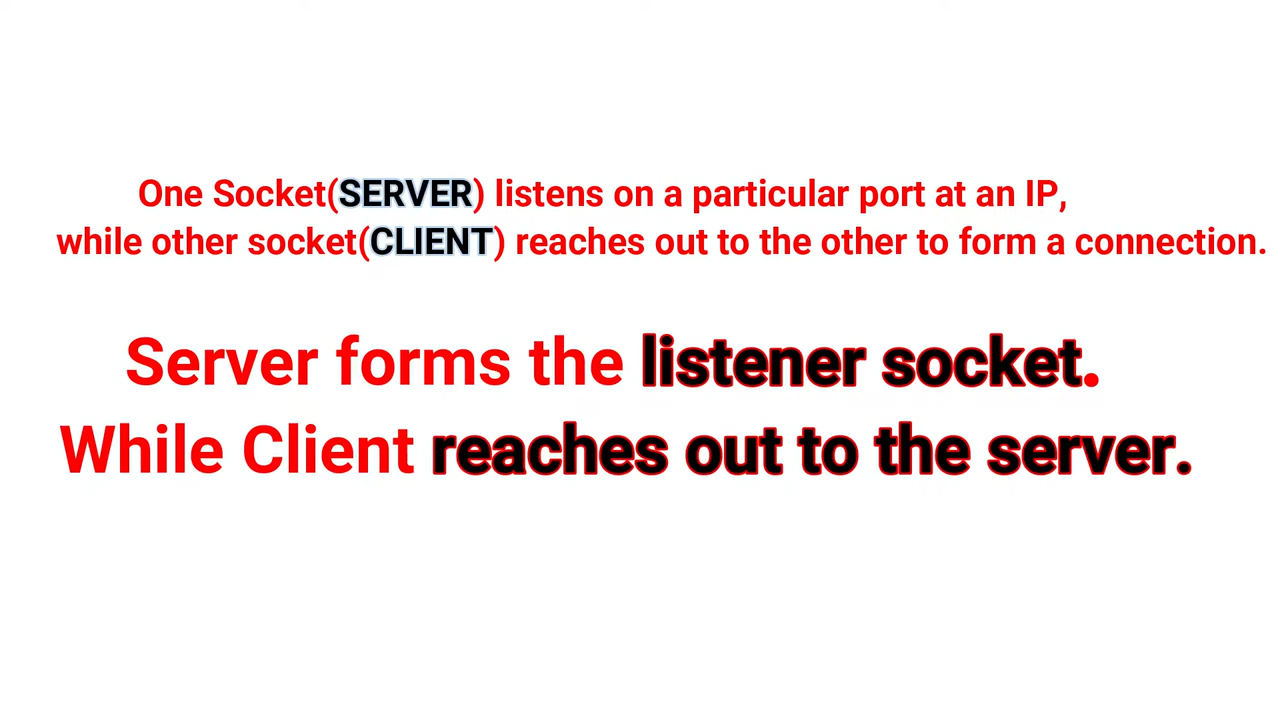 One Socket(SERVER) listens on a particular port at an IP,
while other socket(CLIENT) reaches out to the other to form a connection.
Server forms the listener socket.
While Client reaches out to the server.